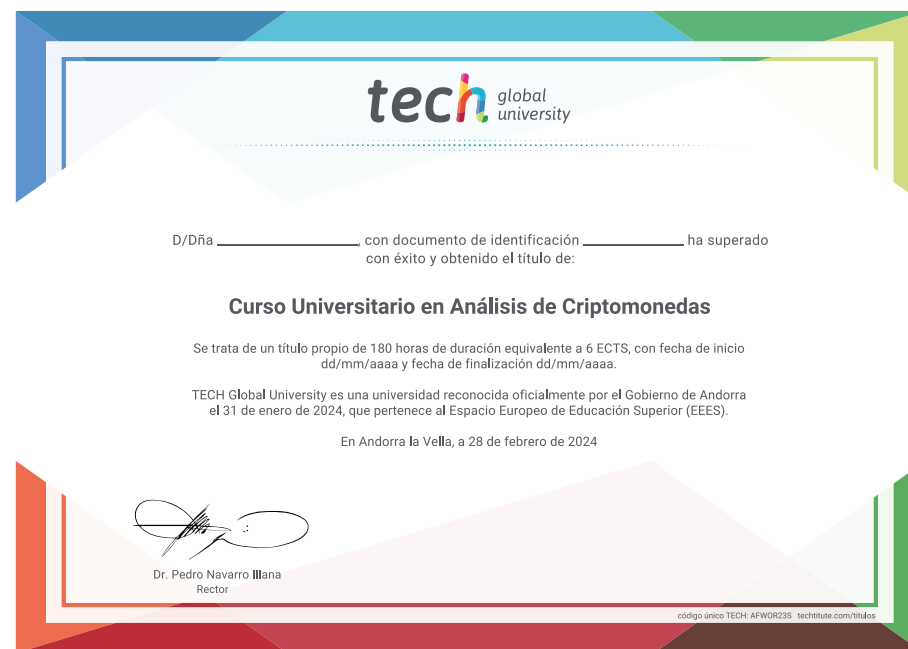 tech global university
D/Dña ____________________, con documento de identificación ______________ ha superado
con éxito y obtenido el título de:
Curso Universitario en Análisis de Criptomonedas
Se trata de un título propio de 180 horas de duración equivalente a 6 ECTS, con fecha de inicio
dd/mm/aaaa y fecha de finalización dd/mm/aaaa.
TECH Global University es una universidad reconocida oficialmente por el Gobierno de Andorra
el 31 de enero de 2024, que pertenece al Espacio Europeo de Educación Superior (EEES).
En Andorra la Vella, a 28 de febrero de 2024
Dr. Pedro Navarro Illana
Rector
código único TECH: AFWOR23S techtitute.com/titulos